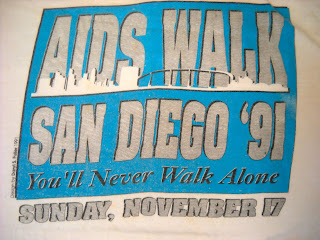 AIDS WALK
SAN DIEGO '91
You'll Never Walk Alone
SUNDAY, NOVEMBER 17